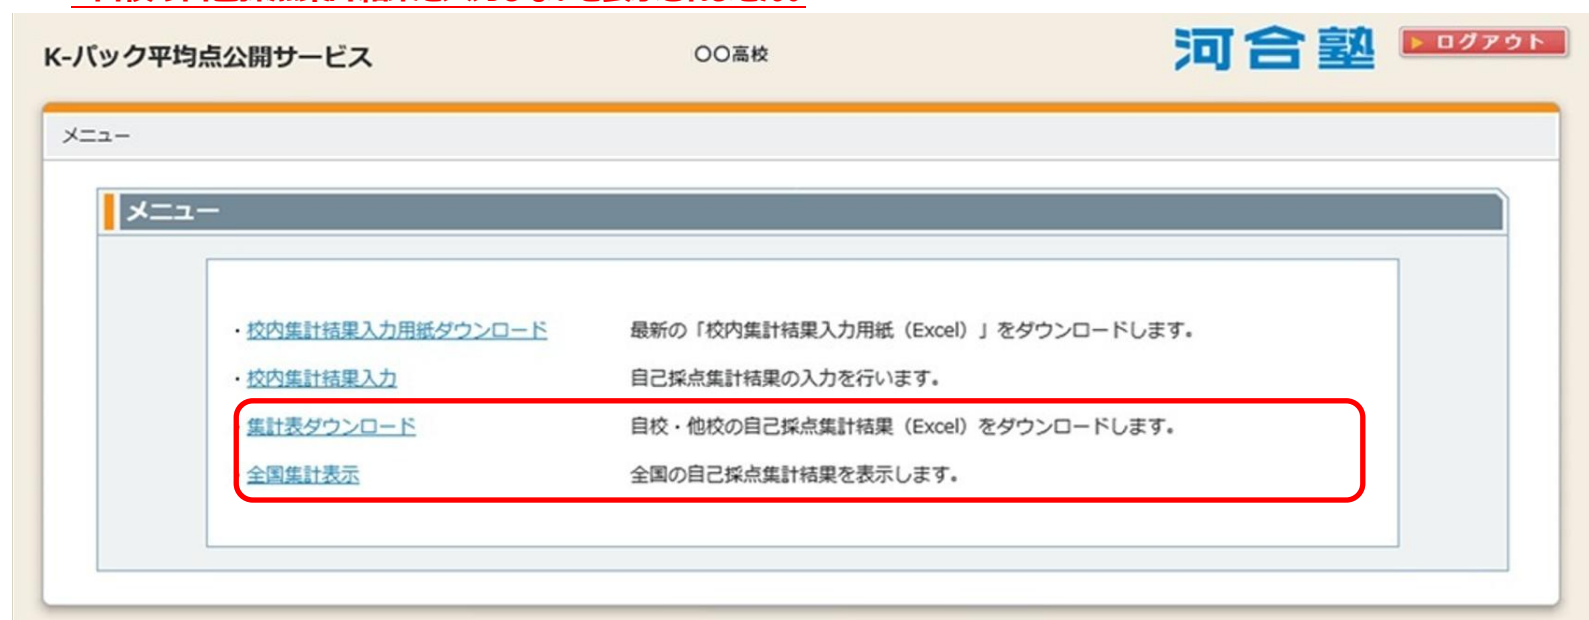 K-パック平均点公開サービス
〇〇高校
河合塾
ログアウト
メニュー
メニュー
・校内集計結果入力用紙ダウンロード 最新の「校内集計結果入力用紙（Excel）」をダウンロードします。
・校内集計結果入力 自己採点集計結果の入力を行います。
・集計表ダウンロード 自校・他校の自己採点集計結果（Excel）をダウンロードします。
・全国集計表示 全国の自己採点集計結果を表示します。